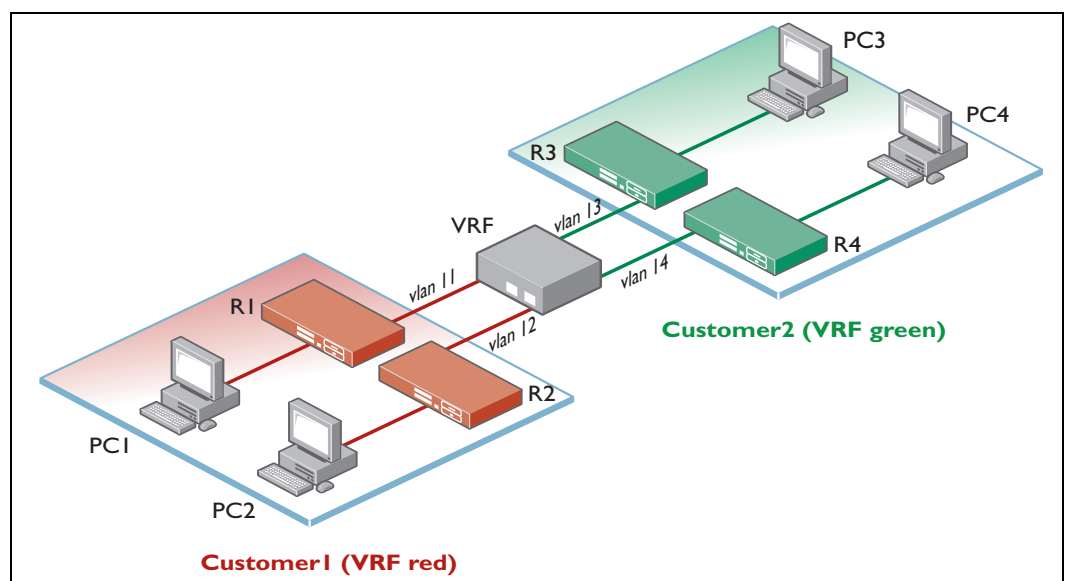 PC3
PC4
R3
vlan 13
VRF
R4
vlan 14
vlan 11
R1
Customer2 (VRF green)
vlan 12
R2
PC1
PC2
Customer1 (VRF red)